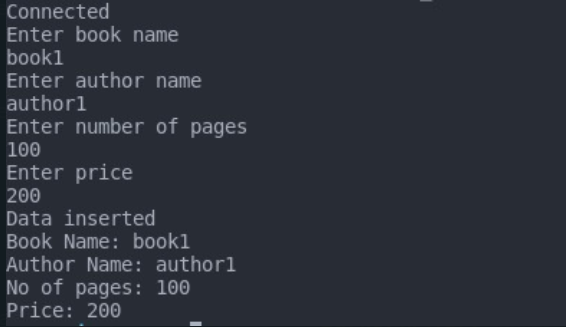 Connected
Enter book name
book1
Enter author name
author1
Enter number of pages
100
Enter price
200
Data inserted
Book Name: book1
Author Name: author1
No of pages: 100
Price: 200